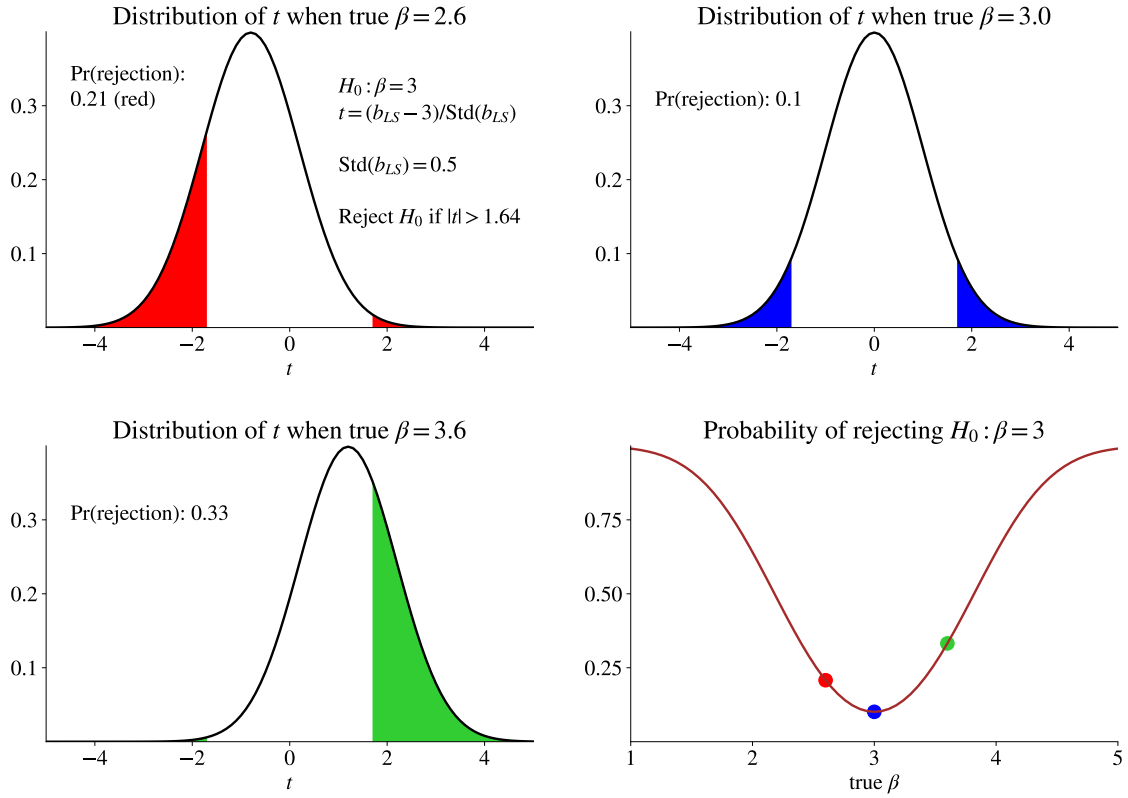 Distribution of t when true β = 2.6
Pr(rejection):
0.21 (red)
H₀ : β = 3
t = (b_LS − 3)/Std(b_LS)
Std(b_LS) = 0.5
Reject H₀ if |t| > 1.64
0.3
0.2
0.1
−4 −2 0 2 4
t
Distribution of t when true β = 3.0
Pr(rejection): 0.1
0.3
0.2
0.1
−4 −2 0 2 4
t
Distribution of t when true β = 3.6
Pr(rejection): 0.33
0.3
0.2
0.1
−4 −2 0 2 4
t
Probability of rejecting H₀ : β = 3
0.75
0.50
0.25
1 2 3 4 5
true β